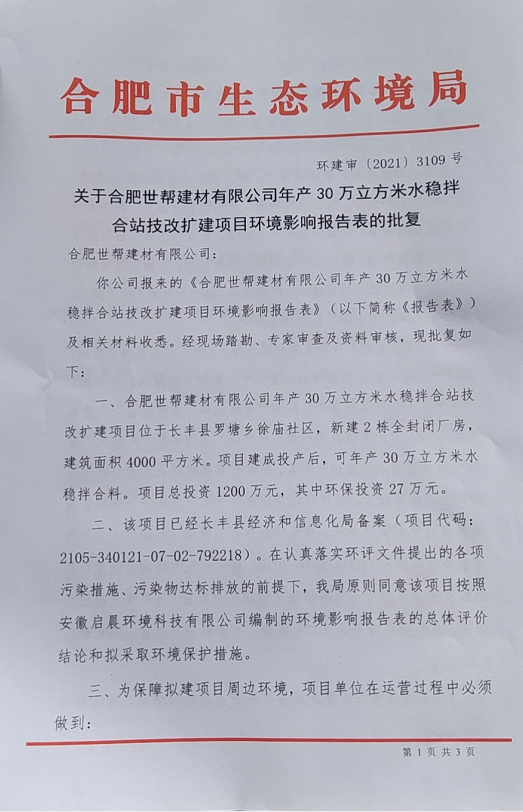 合肥市生态环境局
环建审〔2021〕3109 号
关于合肥世帮建材有限公司年产 30 万立方米水稳拌
合站技改扩建项目环境影响报告表的批复
合肥世帮建材有限公司：
你公司报来的《合肥世帮建材有限公司年产 30 万立方米水
稳拌合站技改扩建项目环境影响报告表》（以下简称《报告表》）
及相关材料收悉。经现场踏勘、专家审查及资料审核，现批复如
下：
一、合肥世帮建材有限公司年产 30 万立方米水稳拌合站技
改扩建项目位于长丰县罗塘乡徐庙社区，新建 2 栋全封闭厂房，
建筑面积 4000 平方米。项目建成投产后，可年产 30 万立方米水
稳拌合料。项目总投资 1200 万元，其中环保投资 27 万元。
二、该项目已经长丰县经济和信息化局备案（项目代码：
2105-340121-07-02-792218）。在认真落实环评文件提出的各项
污染措施、污染物达标排放的前提下，我局原则同意该项目按照
安徽启晨环境科技有限公司编制的环境影响报告表的总体评价
结论和拟采取环境保护措施。
三、为保障拟建项目周边环境，项目单位在运营过程中必须
做到：
第 1 页 共 3 页